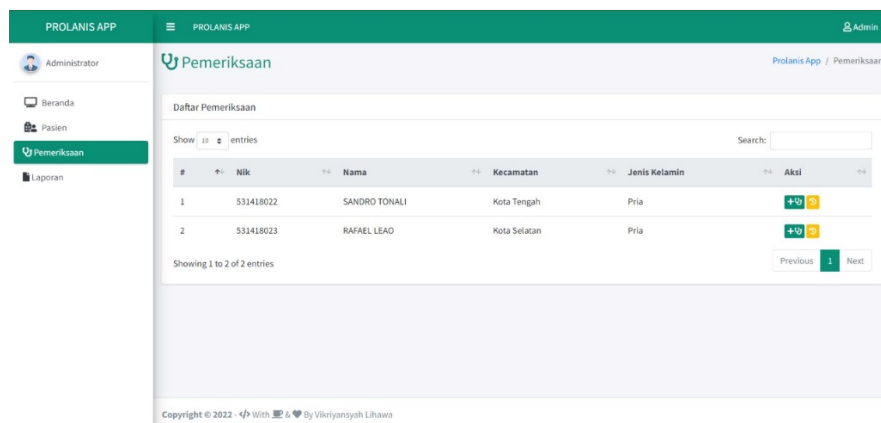 PROLANIS APP
PROLANIS APP
Admin
Administrator
Beranda
Pasien
Pemeriksaan
Laporan
Pemeriksaan
Prolanis App / Pemeriksaan
Daftar Pemeriksaan
Show 10 entries
Search:
# Nik Nama Kecamatan Jenis Kelamin Aksi
1 531418022 SANDRO TONALI Kota Tengah Pria
2 531418023 RAFAEL LEAO Kota Selatan Pria
Showing 1 to 2 of 2 entries
Previous 1 Next
Copyright © 2022 - </> With & By Vikriyansyah Lihawa